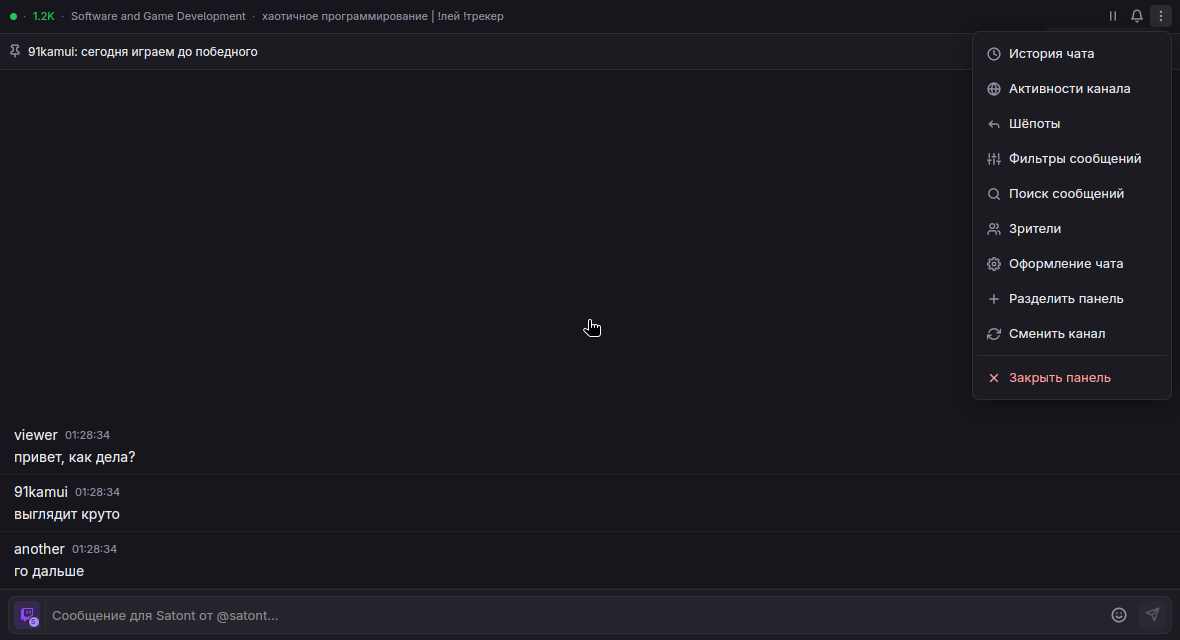 · 1.2K · Software and Game Development · хаотичное программирование | !лей !трекер
91kamui: сегодня играем до победного
История чата
Активности канала
Шёпоты
Фильтры сообщений
Поиск сообщений
Зрители
Оформление чата
Разделить панель
Сменить канал
Закрыть панель
viewer 01:28:34
привет, как дела?
91kamui 01:28:34
выглядит круто
another 01:28:34
го дальше
Сообщение для Satont от @satont...